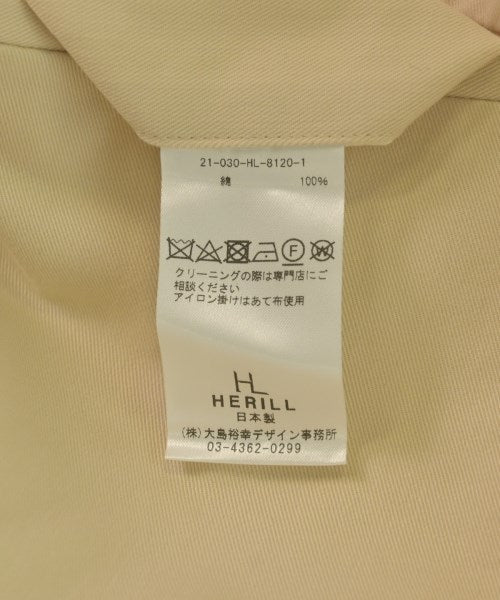 21-030-HL-8120-1
綿 100%
F W
クリーニングの際は専門店にご
相談ください
アイロン掛けはあて布使用
HL
HERILL
日本製
(株)大島裕幸デザイン事務所
03-4362-0299